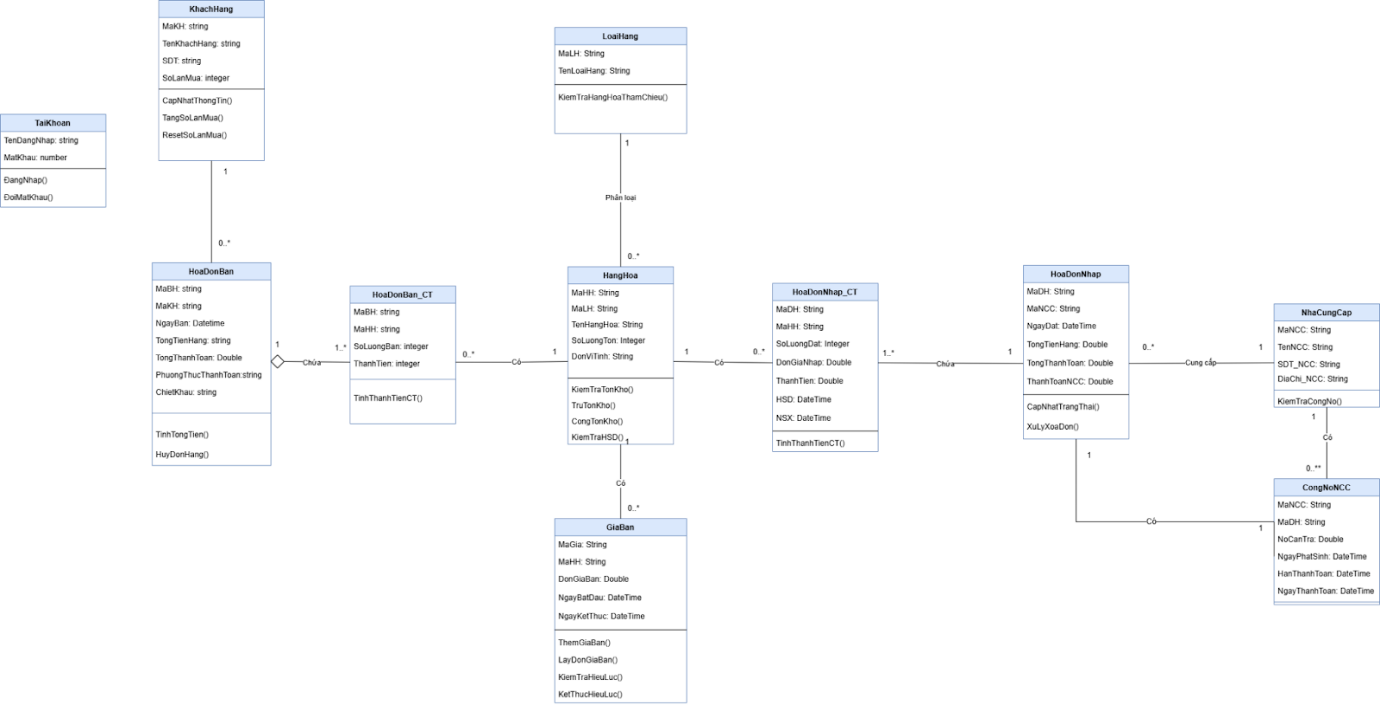 KhachHang
MaKH: string
TenKhachHang: string
SDT: string
SoLanMua: integer
CapNhatThongTin()
TangSoLanMua()
ResetSoLanMua()
LoaiHang
MaLH: String
TenLoaiHang: String
KiemTraHangHoaThamChieu()
TaiKhoan
TenDangNhap: string
MatKhau: number
ĐangNhap()
ĐoiMatKhau()
1
0..*
1
Phân loại
0..*
HoaDonBan
MaBH: string
MaKH: string
NgayBan: Datetime
TongTienHang: string
TongThanhToan: Double
PhuongThucThanhToan:string
ChietKhau: string
TinhTongTien()
HuyDonHang()
1
Chứa
1..*
HoaDonBan_CT
MaBH: string
MaHH: string
SoLuongBan: integer
ThanhTien: integer
TinhThanhTienCT()
0..*
Có
1
HangHoa
MaHH: String
MaLH: String
TenHangHoa: String
SoLuongTon: Integer
DonViTinh: String
KiemTraTonKho()
TruTonKho()
CongTonKho()
KiemTraHSD()
1
Có
0..*
HoaDonNhap_CT
MaDH: String
MaHH: String
SoLuongDat: Integer
DonGiaNhap: Double
ThanhTien: Double
HSD: DateTime
NSX: DateTime
TinhThanhTienCT()
1..*
Chứa
1
HoaDonNhap
MaDH: String
MaNCC: String
NgayDat: DateTime
TongTienHang: Double
TongThanhToan: Double
ThanhToanNCC: Double
CapNhatTrangThai()
XuLyXoaDon()
0..*
Cung cấp
1
NhaCungCap
MaNCC: String
TenNCC: String
SDT_NCC: String
DiaChi_NCC: String
KiemTraCongNo()
1
Có
0..**
1
Có
1
CongNoNCC
MaNCC: String
MaDH: String
NoCanTra: Double
NgayPhatSinh: DateTime
HanThanhToan: DateTime
NgayThanhToan: DateTime
1
Có
0..*
GiaBan
MaGia: String
MaHH: String
DonGiaBan: Double
NgayBatDau: DateTime
NgayKetThuc: DateTime
ThemGiaBan()
LayDonGiaBan()
KiemTraHieuLuc()
KetThucHieuLuc()